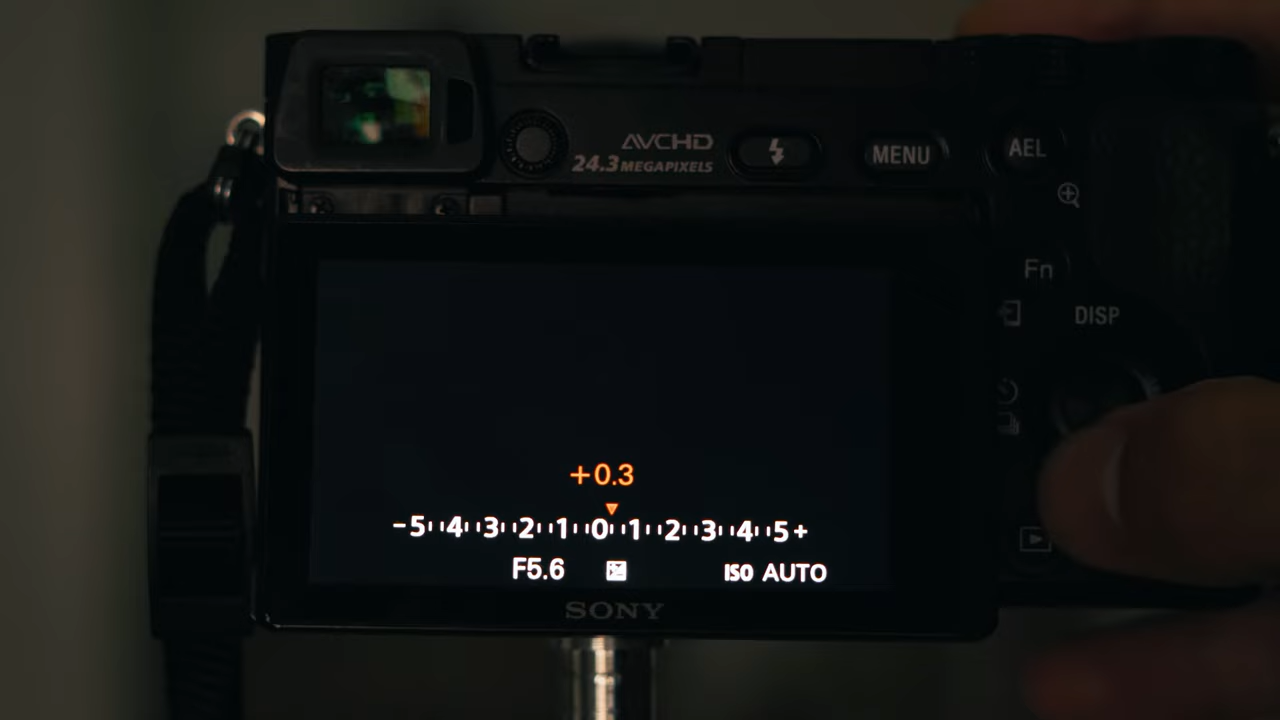 AVCHD
24.3 MEGAPIXELS
MENU
AEL
Fn
DISP
+0.3
-5 4 3 2 1 0 1 2 3 4 5+
F5.6
ISO AUTO
SONY